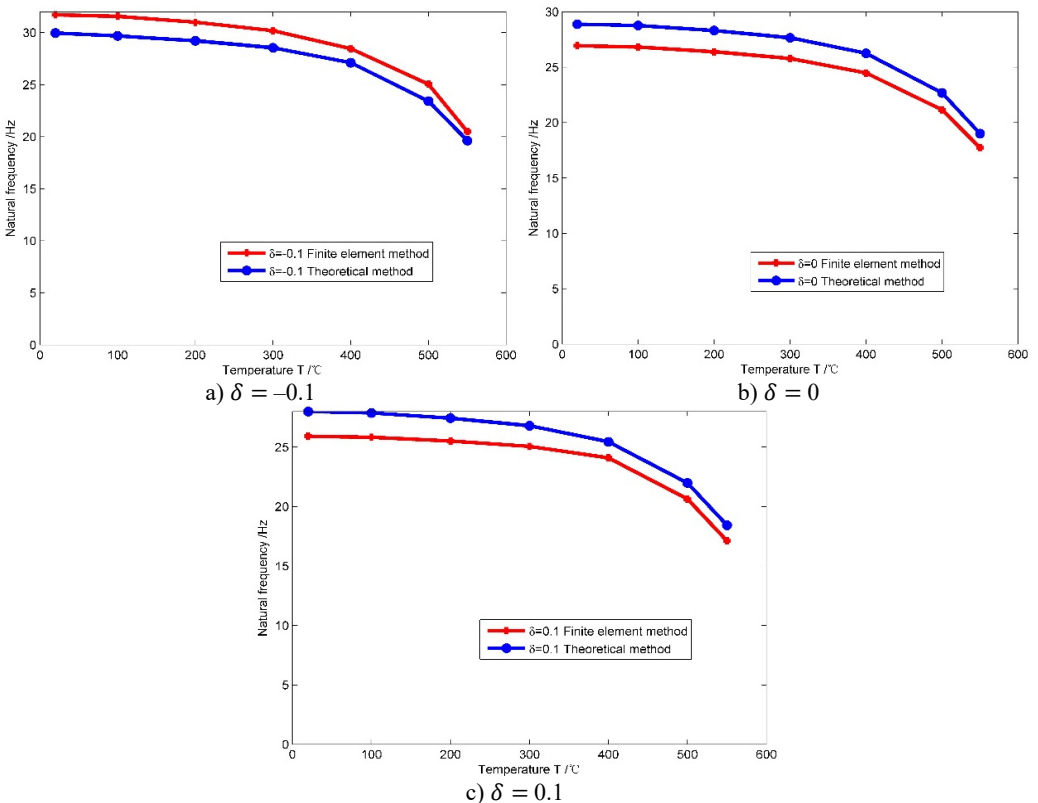 30
25
20
15
10
5
0
Natural frequency /Hz
δ=-0.1 Finite element method
δ=-0.1 Theoretical method
0 100 200 300 400 500 600
Temperature T /℃
a) δ = –0.1
30
25
20
15
10
5
0
Natural frequency /Hz
δ=0 Finite element method
δ=0 Theoretical method
0 100 200 300 400 500 600
Temperature T /℃
b) δ = 0
25
20
15
10
5
0
Natural frequency /Hz
δ=0.1 Finite element method
δ=0.1 Theoretical method
0 100 200 300 400 500 600
Temperature T /℃
c) δ = 0.1